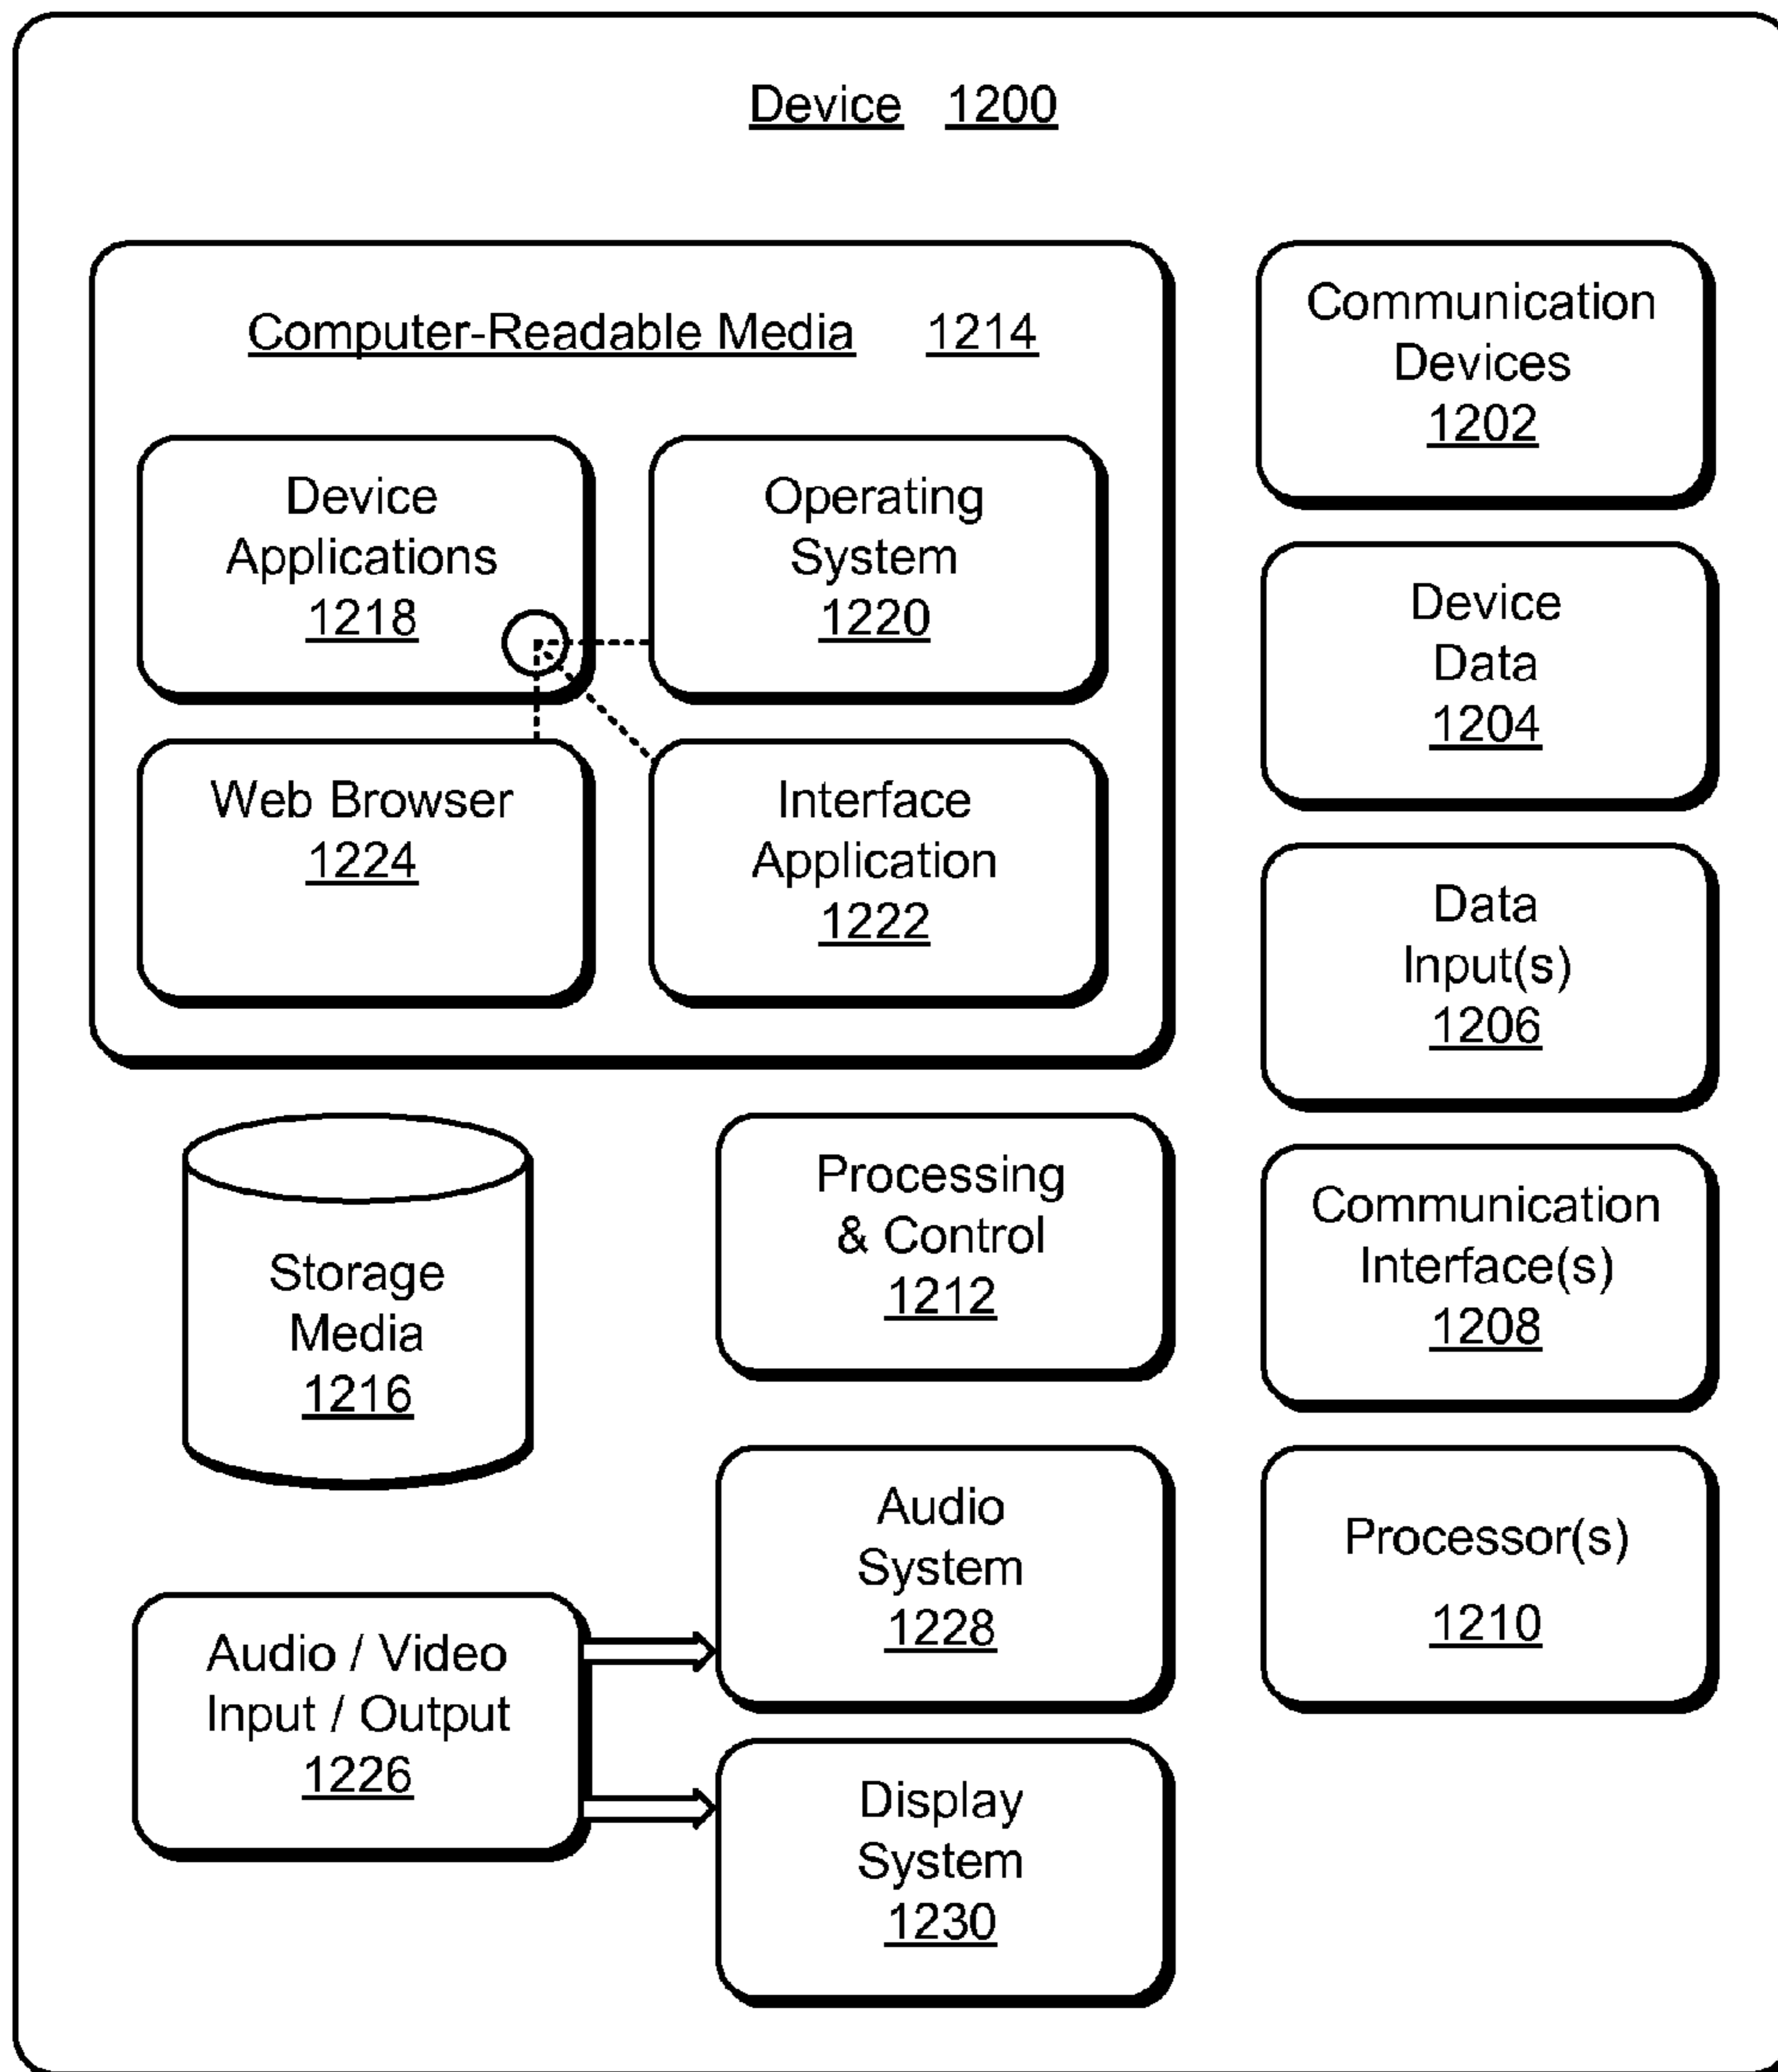 Device 1200
Computer-Readable Media 1214
Device
Applications
1218
Operating
System
1220
Web Browser
1224
Interface
Application
1222
Communication
Devices
1202
Device
Data
1204
Data
Input(s)
1206
Communication
Interface(s)
1208
Processor(s)
1210
Storage
Media
1216
Processing
& Control
1212
Audio / Video
Input / Output
1226
Audio
System
1228
Display
System
1230